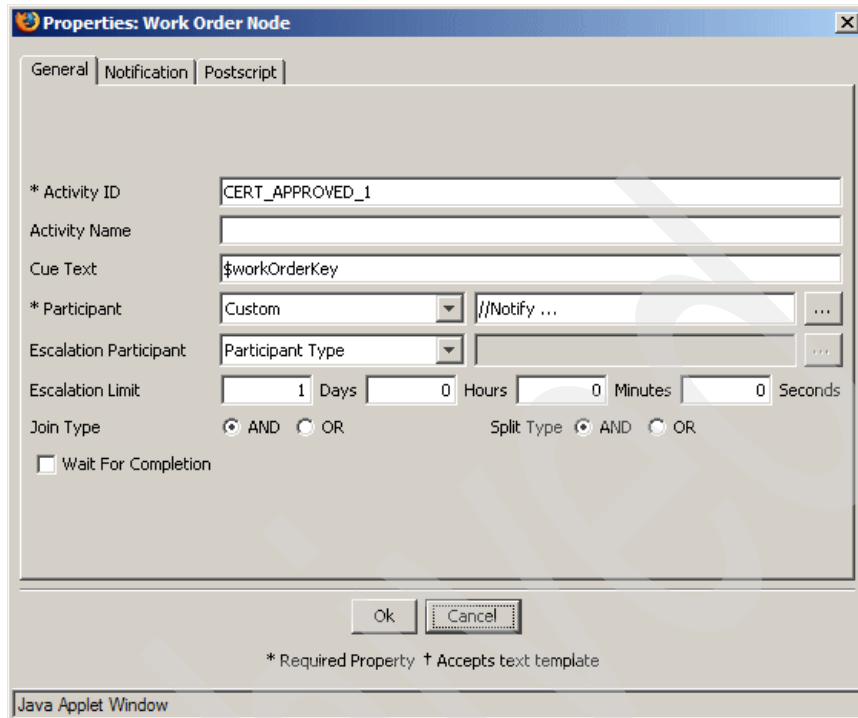 Properties: Work Order Node
General Notification Postscript
* Activity ID CERT_APPROVED_1
Activity Name
Cue Text $workOrderKey
* Participant Custom //Notify ... ...
Escalation Participant Participant Type ...
Escalation Limit 1 Days 0 Hours 0 Minutes 0 Seconds
Join Type AND OR Split Type AND OR
Wait For Completion
Ok Cancel
* Required Property † Accepts text template
Java Applet Window